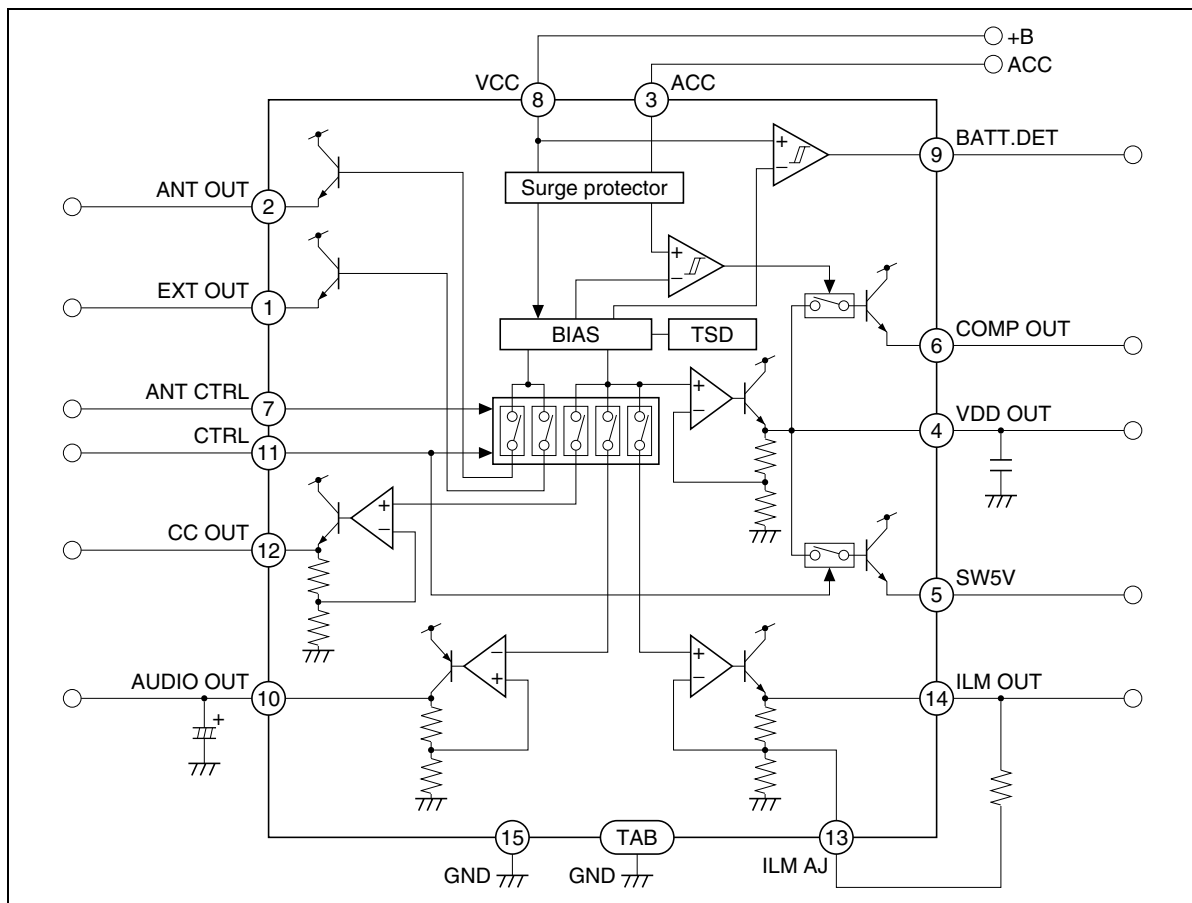 +B
ACC
VCC
ACC
8
3
BATT.DET
9
Surge protector
ANT OUT
2
+
−
EXT OUT
1
+
−
BIAS
TSD
COMP OUT
6
ANT CTRL
7
CTRL
11
+
−
VDD OUT
4
CC OUT
12
+
−
SW5V
5
AUDIO OUT
10
+
−
+
+
−
ILM OUT
14
15
TAB
13
GND
GND
ILM AJ